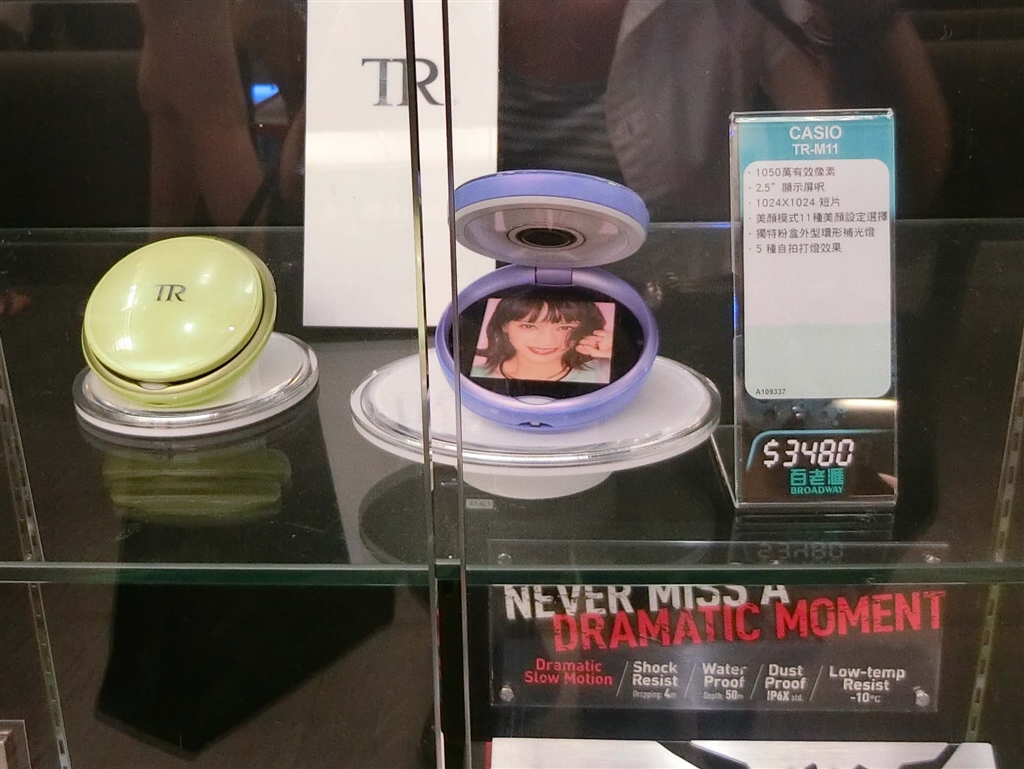 TR
TR
CASIO
TR-M11
· 1050萬有效像素
· 2.5" 顯示屏呎
· 1024X1024 短片
· 美顏模式11種美顏設定選擇
· 獨特粉盒外型環形補光燈
· 5 種自拍打燈效果
A109337
$3480
百老滙
BROADWAY
NEVER MISS A
DRAMATIC MOMENT
Dramatic Slow Motion / Shock Resist Dropping: 4m / Water Proof Depth: 50m / Dust Proof IP6X std. / Low-temp Resist -10°C